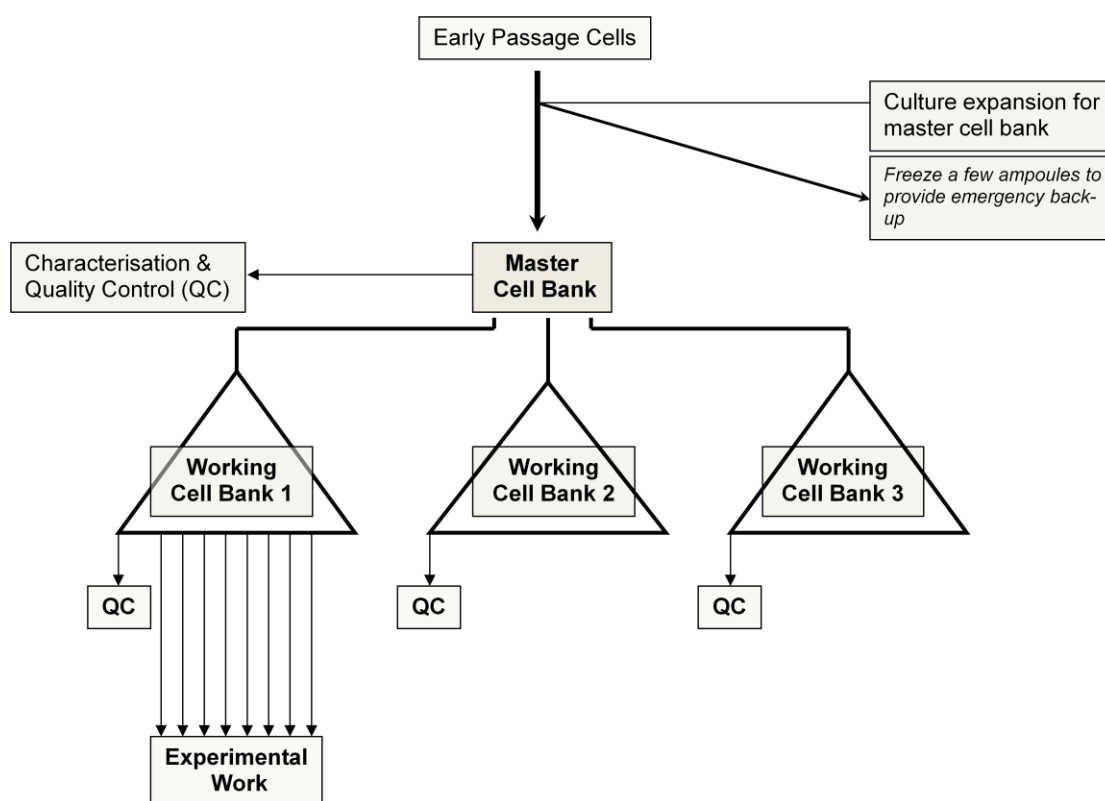 Early Passage Cells
Culture expansion for
master cell bank
Freeze a few ampoules to
provide emergency back-
up
Characterisation &
Quality Control (QC)
Master
Cell Bank
Working
Cell Bank 1
Working
Cell Bank 2
Working
Cell Bank 3
QC
QC
QC
Experimental
Work